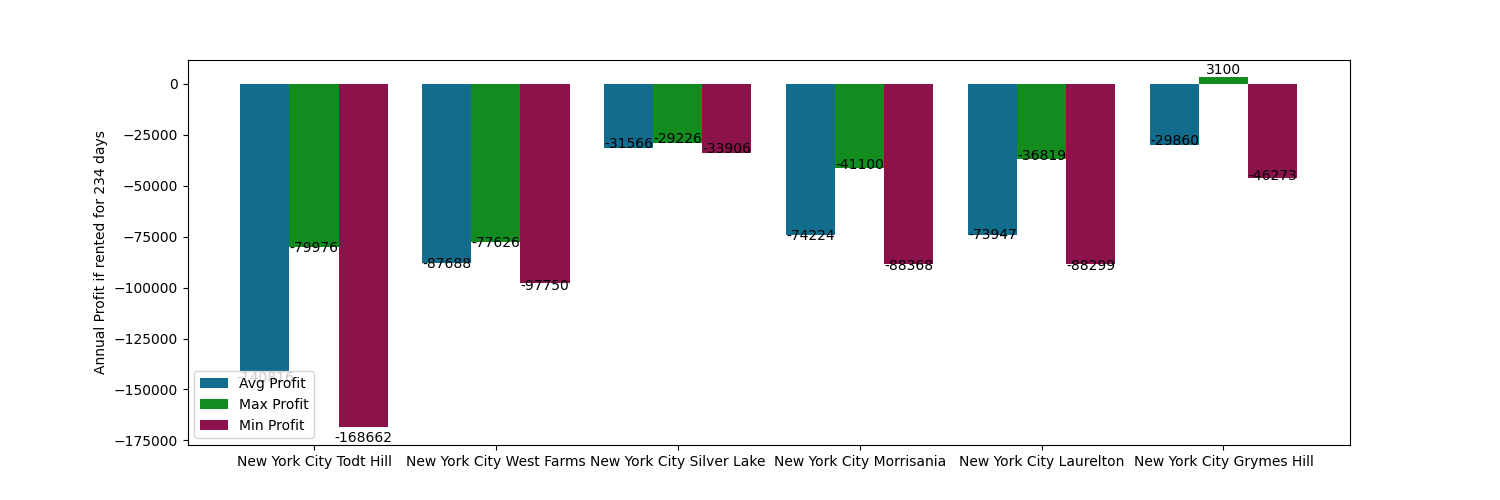 Annual Profit if rented for 234 days
0
−25000
−50000
−75000
−100000
−125000
−150000
−175000
-140816
-79976
-168662
-87688
-77626
-97750
-31566
-29226
-33906
-74224
-41100
-88368
-73947
-36819
-88299
-29860
3100
-46273
Avg Profit
Max Profit
Min Profit
New York City Todt Hill
New York City West Farms
New York City Silver Lake
New York City Morrisania
New York City Laurelton
New York City Grymes Hill